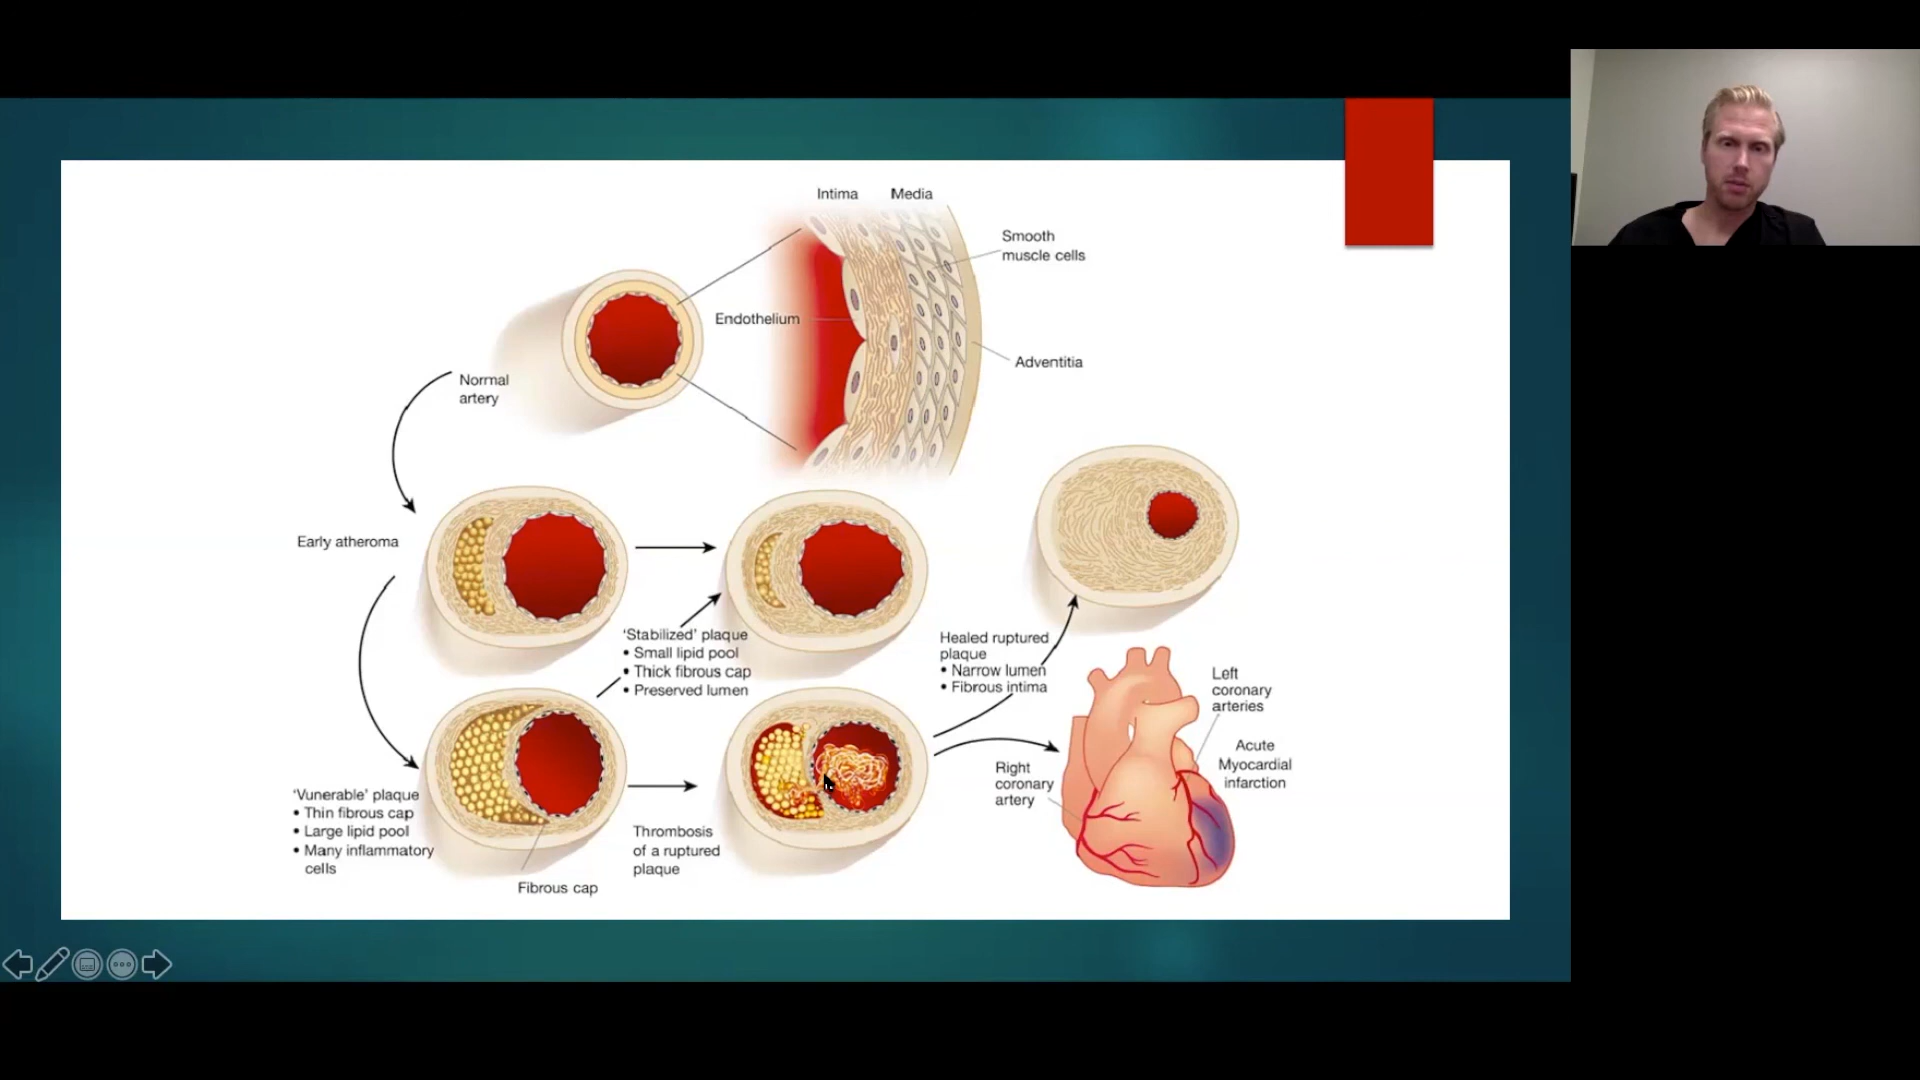 Intima Media
Smooth
muscle cells
Endothelium
Adventitia
Normal
artery
Early atheroma
'Stabilized' plaque
• Small lipid pool
• Thick fibrous cap
• Preserved lumen
Healed ruptured
plaque
• Narrow lumen
• Fibrous intima
Left
coronary
arteries
Acute
Myocardial
infarction
Right
coronary
artery
'Vunerable' plaque
• Thin fibrous cap
• Large lipid pool
• Many inflammatory
cells
Thrombosis
of a ruptured
plaque
Fibrous cap